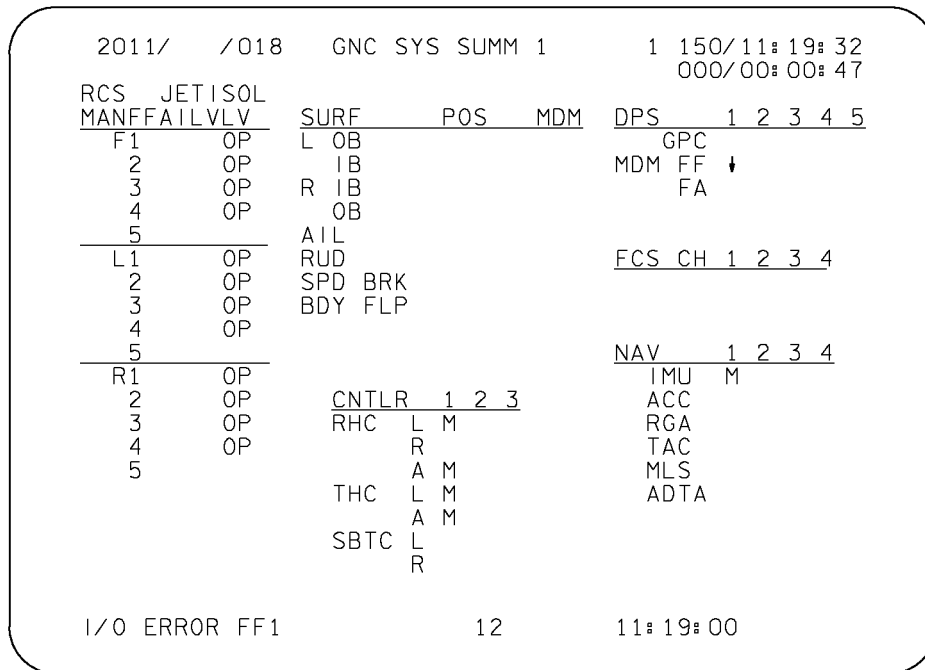 2011/ /018 GNC SYS SUMM 1 1 150/11:19:32
000/00:00:47
RCS JETISOL
MANFFAILVLV SURF POS MDM DPS 1 2 3 4 5
F1 OP L OB GPC
2 OP IB MDM FF ↓
3 OP R IB FA
4 OP OB
5 AIL
L1 OP RUD FCS CH 1 2 3 4
2 OP SPD BRK
3 OP BDY FLP
4 OP
5 NAV 1 2 3 4
R1 OP IMU M
2 OP CNTLR 1 2 3 ACC
3 OP RHC L M RGA
4 OP R TAC
5 A M MLS
THC L M ADTA
A M
SBTC L
R
I/O ERROR FF1 12 11:19:00